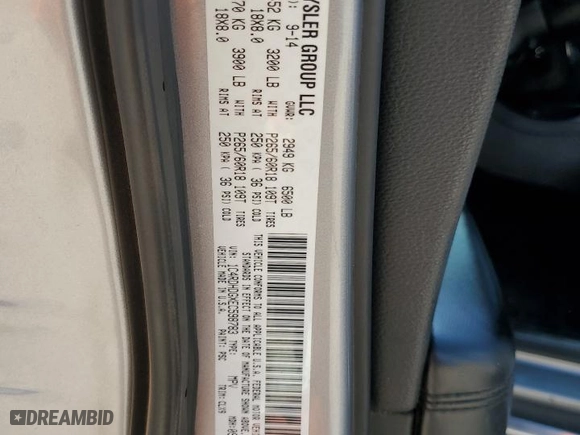 YSLER GROUP LLC
): 9-14
GVWR: 2949 KG 6500 LB
52 KG 3200 LB WITH P265/60R18 109T TIRES
18X8.0 RIMS AT 250 KPA ( 36 PSI) COLD
70 KG 3900 LB WITH P265/60R18 109T TIRES
18X8.0 RIMS AT 250 KPA ( 36 PSI) COLD
THIS VEHICLE CONFORMS TO ALL APPLICABLE U.S.A. FEDERAL MOTOR
STANDARDS IN EFFECT ON THE DATE OF MANUFACTURE SHOWN ABOVE.
VIN: TYPE: MPV
VEHICLE MADE IN U.S.A. PAINT: PSC TRIM:
DREAMBID